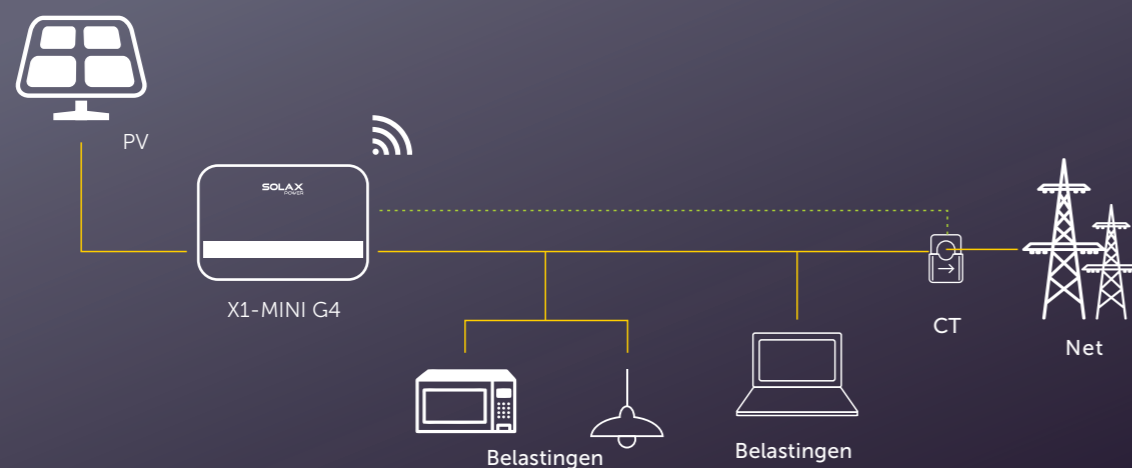 PV
SOLAX
POWER
X1-MINI G4
CT
Net
Belastingen
Belastingen